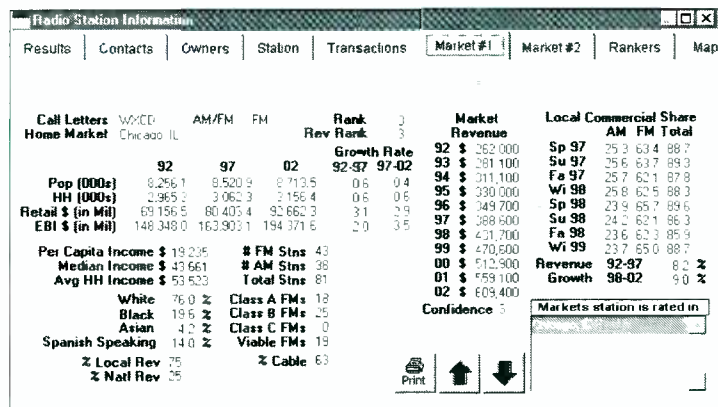 Radio Station Information
Results Contacts Owners Station Transactions Market #1 Market #2 Rankers Map
Call Letters WXCD AM/FM FM Rank 3
Home Market Chicago IL Rev Rank 3
Growth Rate
92 97 02 92-97 97-02
Pop (000s) 8,256.1 8,520.9 8,713.5 0.6 0.4
HH (000s) 2,965.3 3,062.3 3,156.4 0.6 0.6
Retail $ (in Mil) 69,156.5 80,403.4 92,662.3 3.1 2.9
EBI $ (in Mil) 148,348.0 163,903.1 194,371.6 2.0 3.5
Per Capita Income $ 19,235 # FM Stns 43
Median Income $ 43,661 # AM Stns 38
Avg HH Income $ 53,523 Total Stns 81
White 76.0 % Class A FMs 18
Black 19.6 % Class B FMs 25
Asian 4.2 % Class C FMs 0
Spanish Speaking 14.0 % Viable FMs 19
% Local Rev 75 % Cable 63
% Natl Rev 25
Market
Revenue
92 $ 262,000
93 $ 281,100
94 $ 311,100
95 $ 330,000
96 $ 349,700
97 $ 388,600
98 $ 431,700
99 $ 470,600
00 $ 512,900
01 $ 559,100
02 $ 609,400
Confidence
Local Commercial Share
AM FM Total
Sp 97 25.3 63.4 88.7
Su 97 25.6 63.7 89.3
Fa 97 25.7 62.1 87.8
Wi 98 25.8 62.5 88.3
Sp 98 23.9 65.7 89.6
Su 98 24.2 62.1 86.3
Fa 98 23.6 62.3 85.9
Wi 99 23.7 65.0 88.7
Revenue 92-97 8.2 %
Growth 98-02 9.0 %
Markets station is rated in
Print